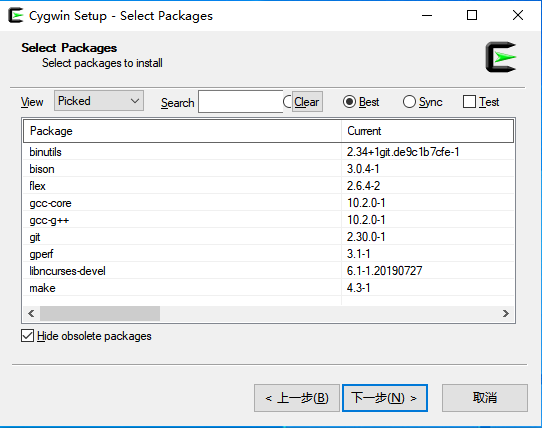 Cygwin Setup - Select Packages
Select Packages
Select packages to install
View Picked Search Clear Best Sync Test
Package Current
binutils 2.34+1git.de9c1b7cfe-1
bison 3.0.4-1
flex 2.6.4-2
gcc-core 10.2.0-1
gcc-g++ 10.2.0-1
git 2.30.0-1
gperf 3.1-1
libncurses-devel 6.1-1.20190727
make 4.3-1
Hide obsolete packages
< 上一步(B) 下一步(N) > 取消